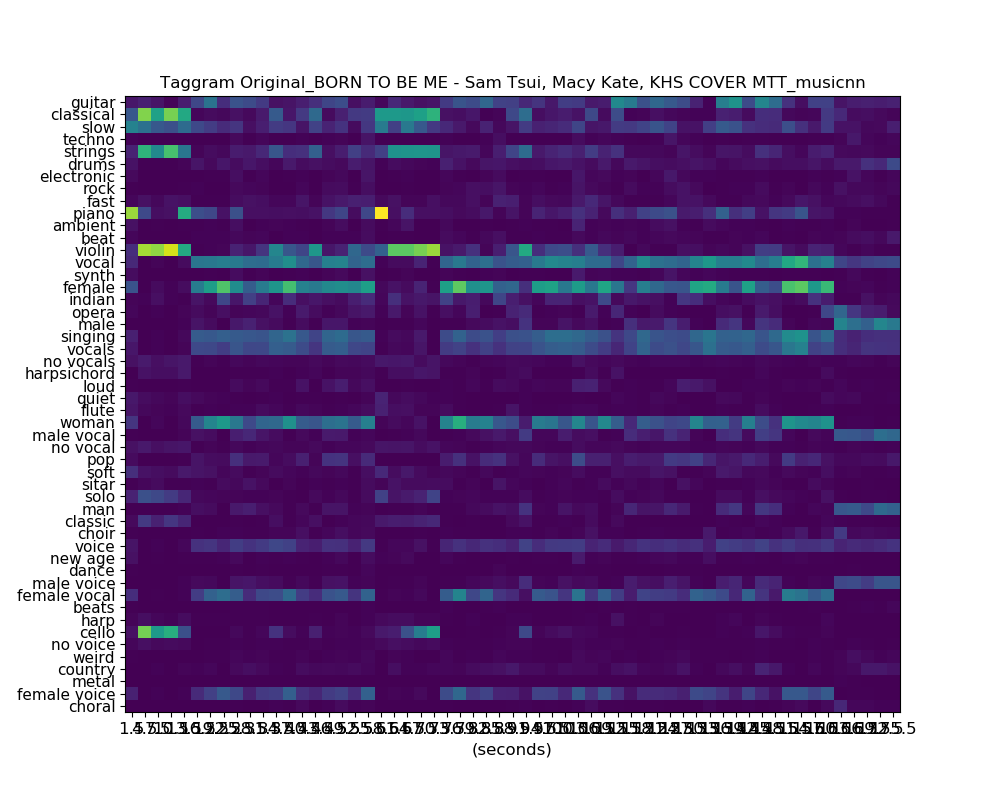 Taggram Original_BORN TO BE ME - Sam Tsui, Macy Kate, KHS COVER MTT_musicnn
guitar
classical
slow
techno
strings
drums
electronic
rock
fast
piano
ambient
beat
violin
vocal
synth
female
indian
opera
male
singing
vocals
no vocals
harpsichord
loud
quiet
flute
woman
male vocal
no vocal
pop
soft
sitar
solo
man
classic
choir
voice
new age
dance
male voice
female vocal
beats
harp
cello
no voice
weird
country
metal
female voice
choral
(seconds)